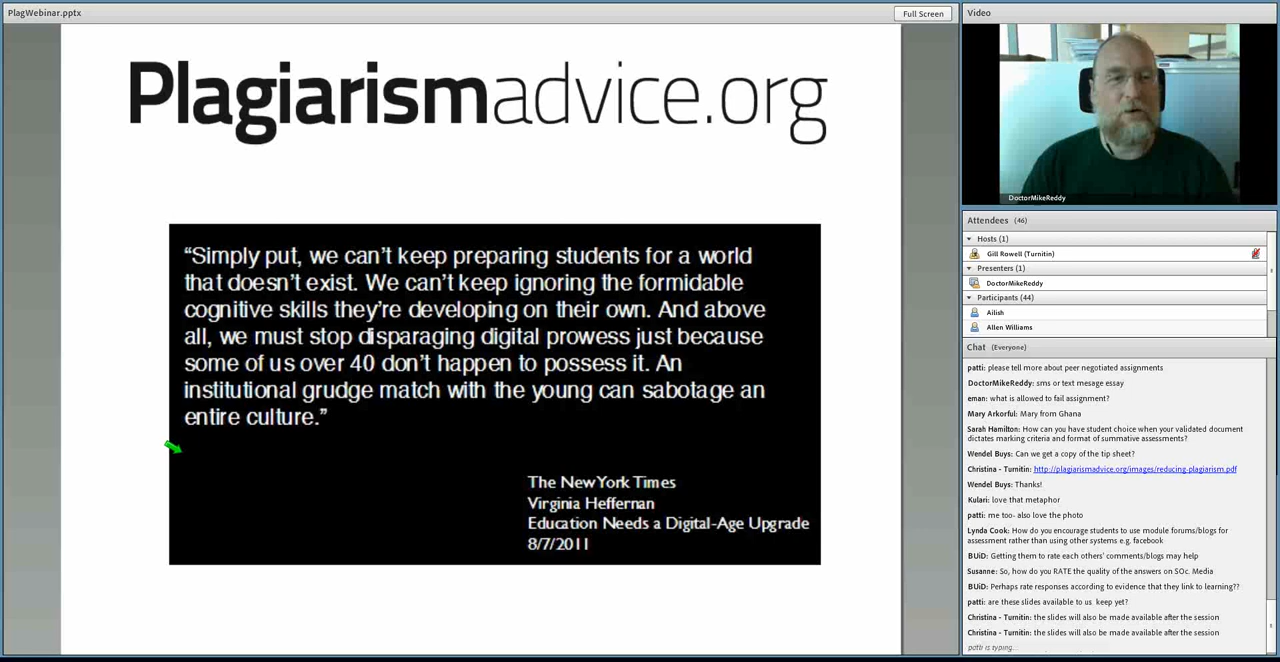 PlagWebinar.pptx
Full Screen
Plagiarismadvice.org
“Simply put, we can’t keep preparing students for a world
that doesn’t exist. We can’t keep ignoring the formidable
cognitive skills they’re developing on their own. And above
all, we must stop disparaging digital prowess just because
some of us over 40 don’t happen to possess it. An
institutional grudge match with the young can sabotage an
entire culture.”
The New York Times
Virginia Heffernan
Education Needs a Digital-Age Upgrade
8/7/2011
Video
DoctorMikeReddy
Attendees (46)
Hosts (1)
Gill Rowell (Turnitin)
Presenters (1)
DoctorMikeReddy
Participants (44)
Ailish
Allen Williams
Chat (Everyone)
patti: please tell more about peer negotiated assignments
DoctorMikeReddy: sms or text mesage essay
eman: what is allowed to fail assignment?
Mary Arkorful: Mary from Ghana
Sarah Hamilton: How can you have student choice when your validated document
dictates marking criteria and format of summative assessments?
Wendel Buys: Can we get a copy of the tip sheet?
Christina - Turnitin: http://plagiarismadvice.org/images/reducing-plagiarism.pdf
Wendel Buys: Thanks!
Kulari: love that metaphor
patti: me too- also love the photo
Lynda Cook: How do you encourage students to use module forums/blogs for
assessment rather than using other systems e.g. facebook
BUiD: Getting them to rate each others' comments/blogs may help
Susanne: So, how do you RATE the quality of the answers on SOc. Media
BUiD: Perhaps rate responses according to evidence that they link to learning??
patti: are these slides available to us keep yet?
Christina - Turnitin: the slides will also be made available after the session
Christina - Turnitin: the slides will also be made available after the session
patti is typing...